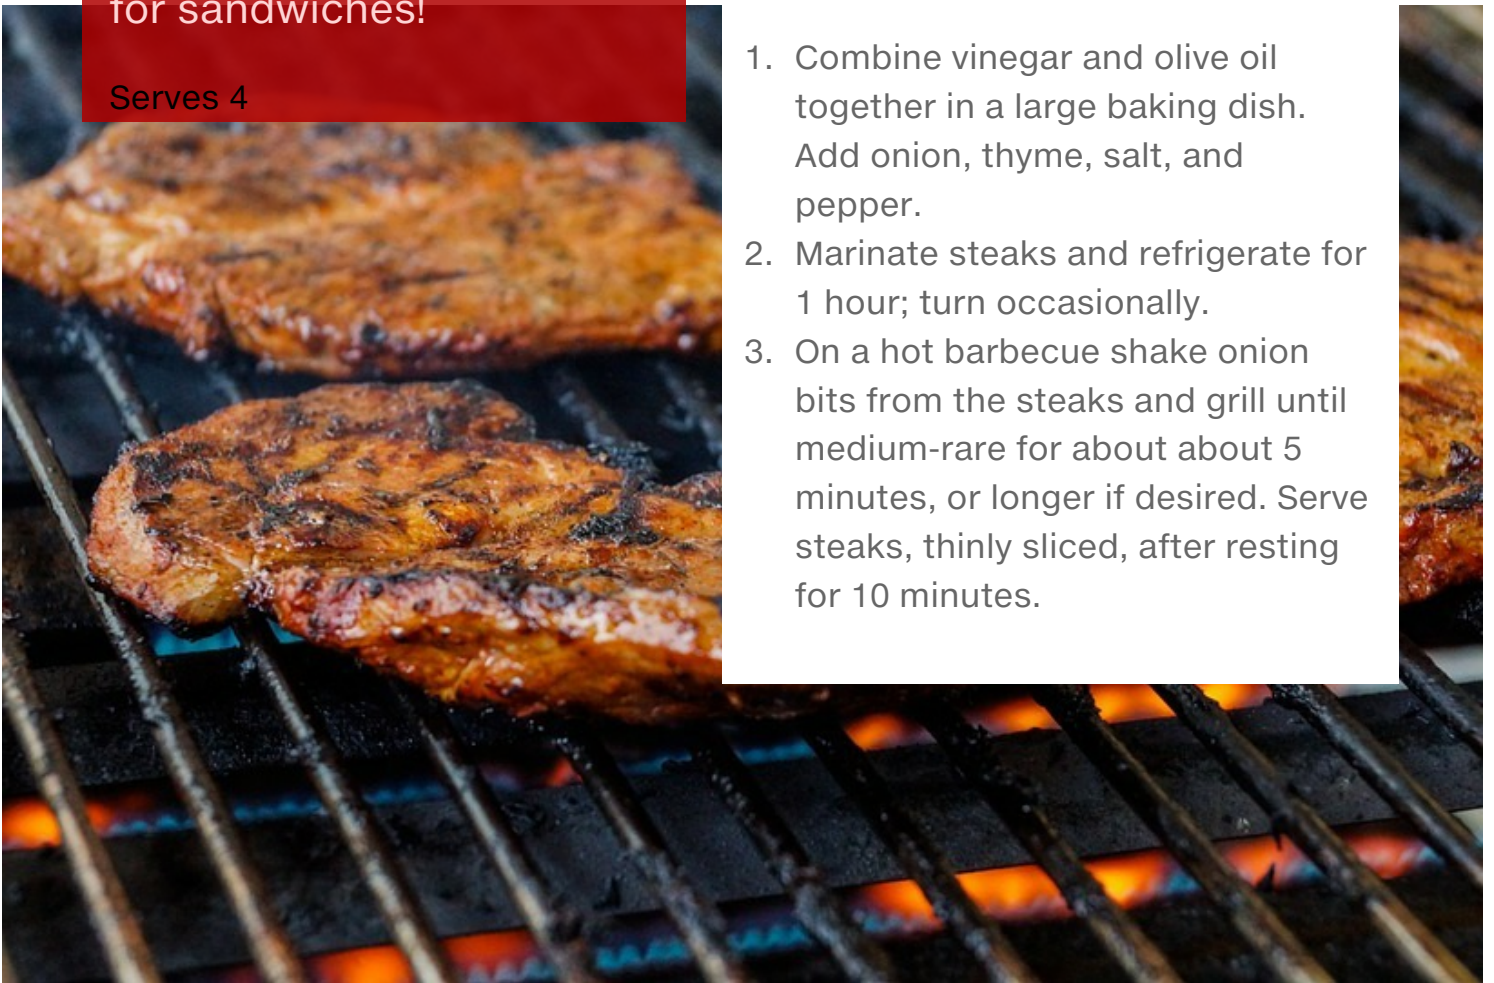 for sandwiches!
Serves 4
1. Combine vinegar and olive oil
together in a large baking dish.
Add onion, thyme, salt, and
pepper.
2. Marinate steaks and refrigerate for
1 hour; turn occasionally.
3. On a hot barbecue shake onion
bits from the steaks and grill until
medium-rare for about about 5
minutes, or longer if desired. Serve
steaks, thinly sliced, after resting
for 10 minutes.